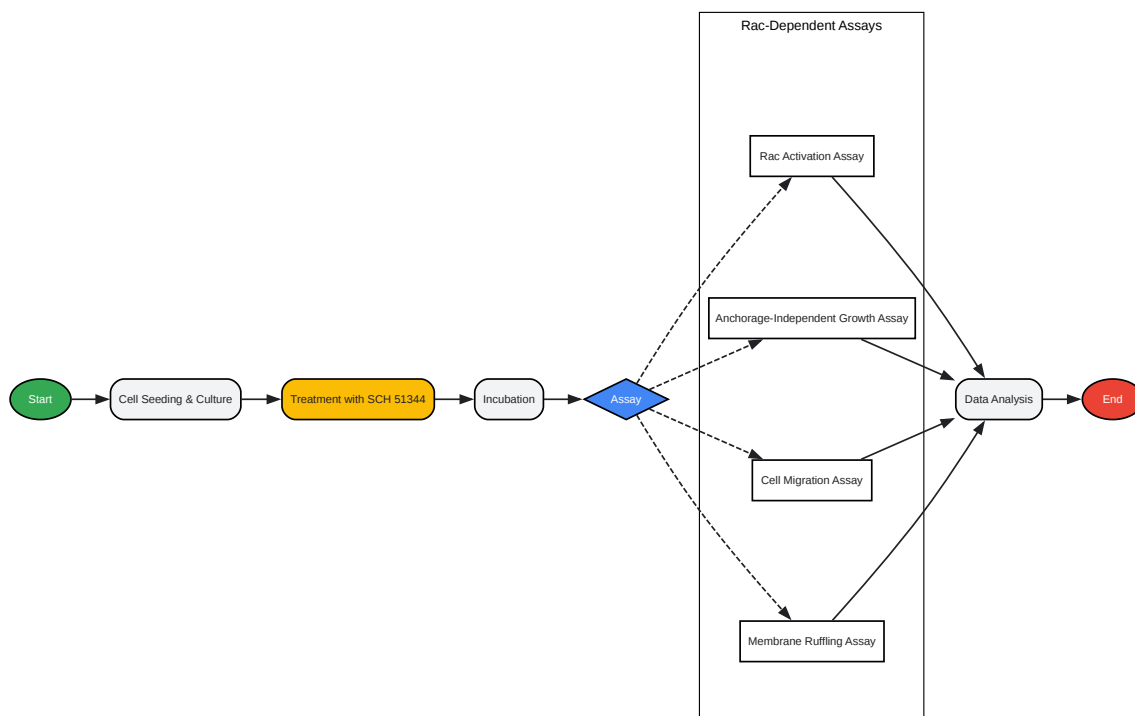 Rac-Dependent Assays
Rac Activation Assay
Anchorage-Independent Growth Assay
Start
Cell Seeding & Culture
Treatment with SCH 51344
Incubation
Assay
Data Analysis
End
Cell Migration Assay
Membrane Ruffling Assay